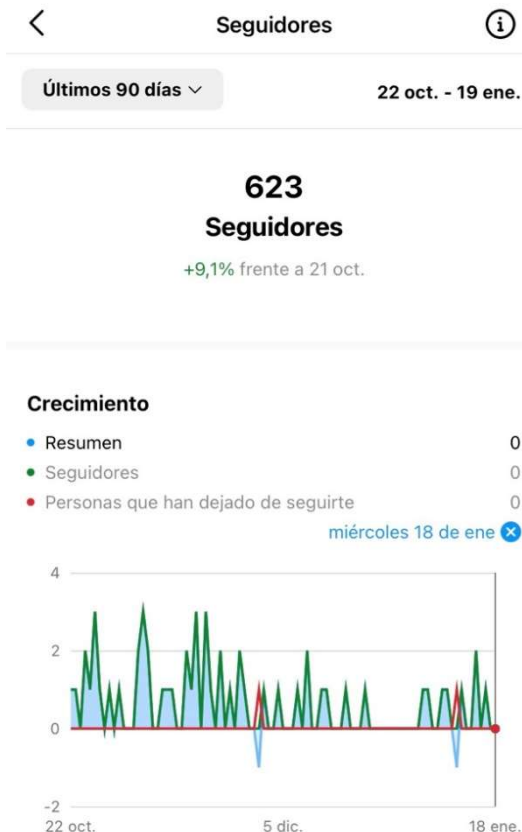 Seguidores
Últimos 90 días
22 oct. - 19 ene.
623
Seguidores
+9,1% frente a 21 oct.
Crecimiento
Resumen 0
Seguidores 0
Personas que han dejado de seguirte 0
miércoles 18 de ene
4
2
0
-2
22 oct. 5 dic. 18 ene.